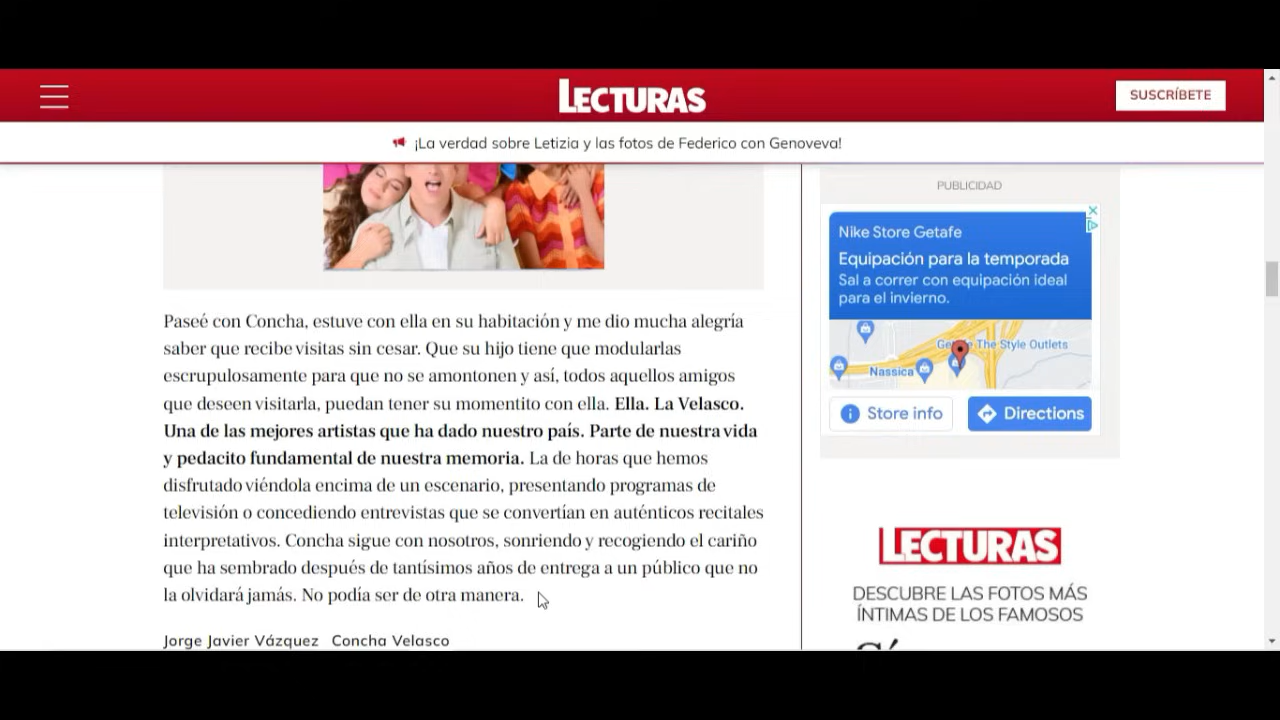 LECTURAS
SUSCRÍBETE
¡La verdad sobre Letizia y las fotos de Federico con Genoveva!
Paseé con Concha, estuve con ella en su habitación y me dio mucha alegría
saber que recibe visitas sin cesar. Que su hijo tiene que modularlas
escrupulosamente para que no se amontonen y así, todos aquellos amigos
que deseen visitarla, puedan tener su momentito con ella. Ella. La Velasco.
Una de las mejores artistas que ha dado nuestro país. Parte de nuestra vida
y pedacito fundamental de nuestra memoria. La de horas que hemos
disfrutado viéndola encima de un escenario, presentando programas de
televisión o concediendo entrevistas que se convertían en auténticos recitales
interpretativos. Concha sigue con nosotros, sonriendo y recogiendo el cariño
que ha sembrado después de tantísimos años de entrega a un público que no
la olvidará jamás. No podía ser de otra manera.
Jorge Javier Vázquez Concha Velasco
PUBLICIDAD
Nike Store Getafe
Equipación para la temporada
Sal a correr con equipación ideal
para el invierno.
The Style Outlets
Nassica
Store info
Directions
LECTURAS
DESCUBRE LAS FOTOS MÁS
ÍNTIMAS DE LOS FAMOSOS